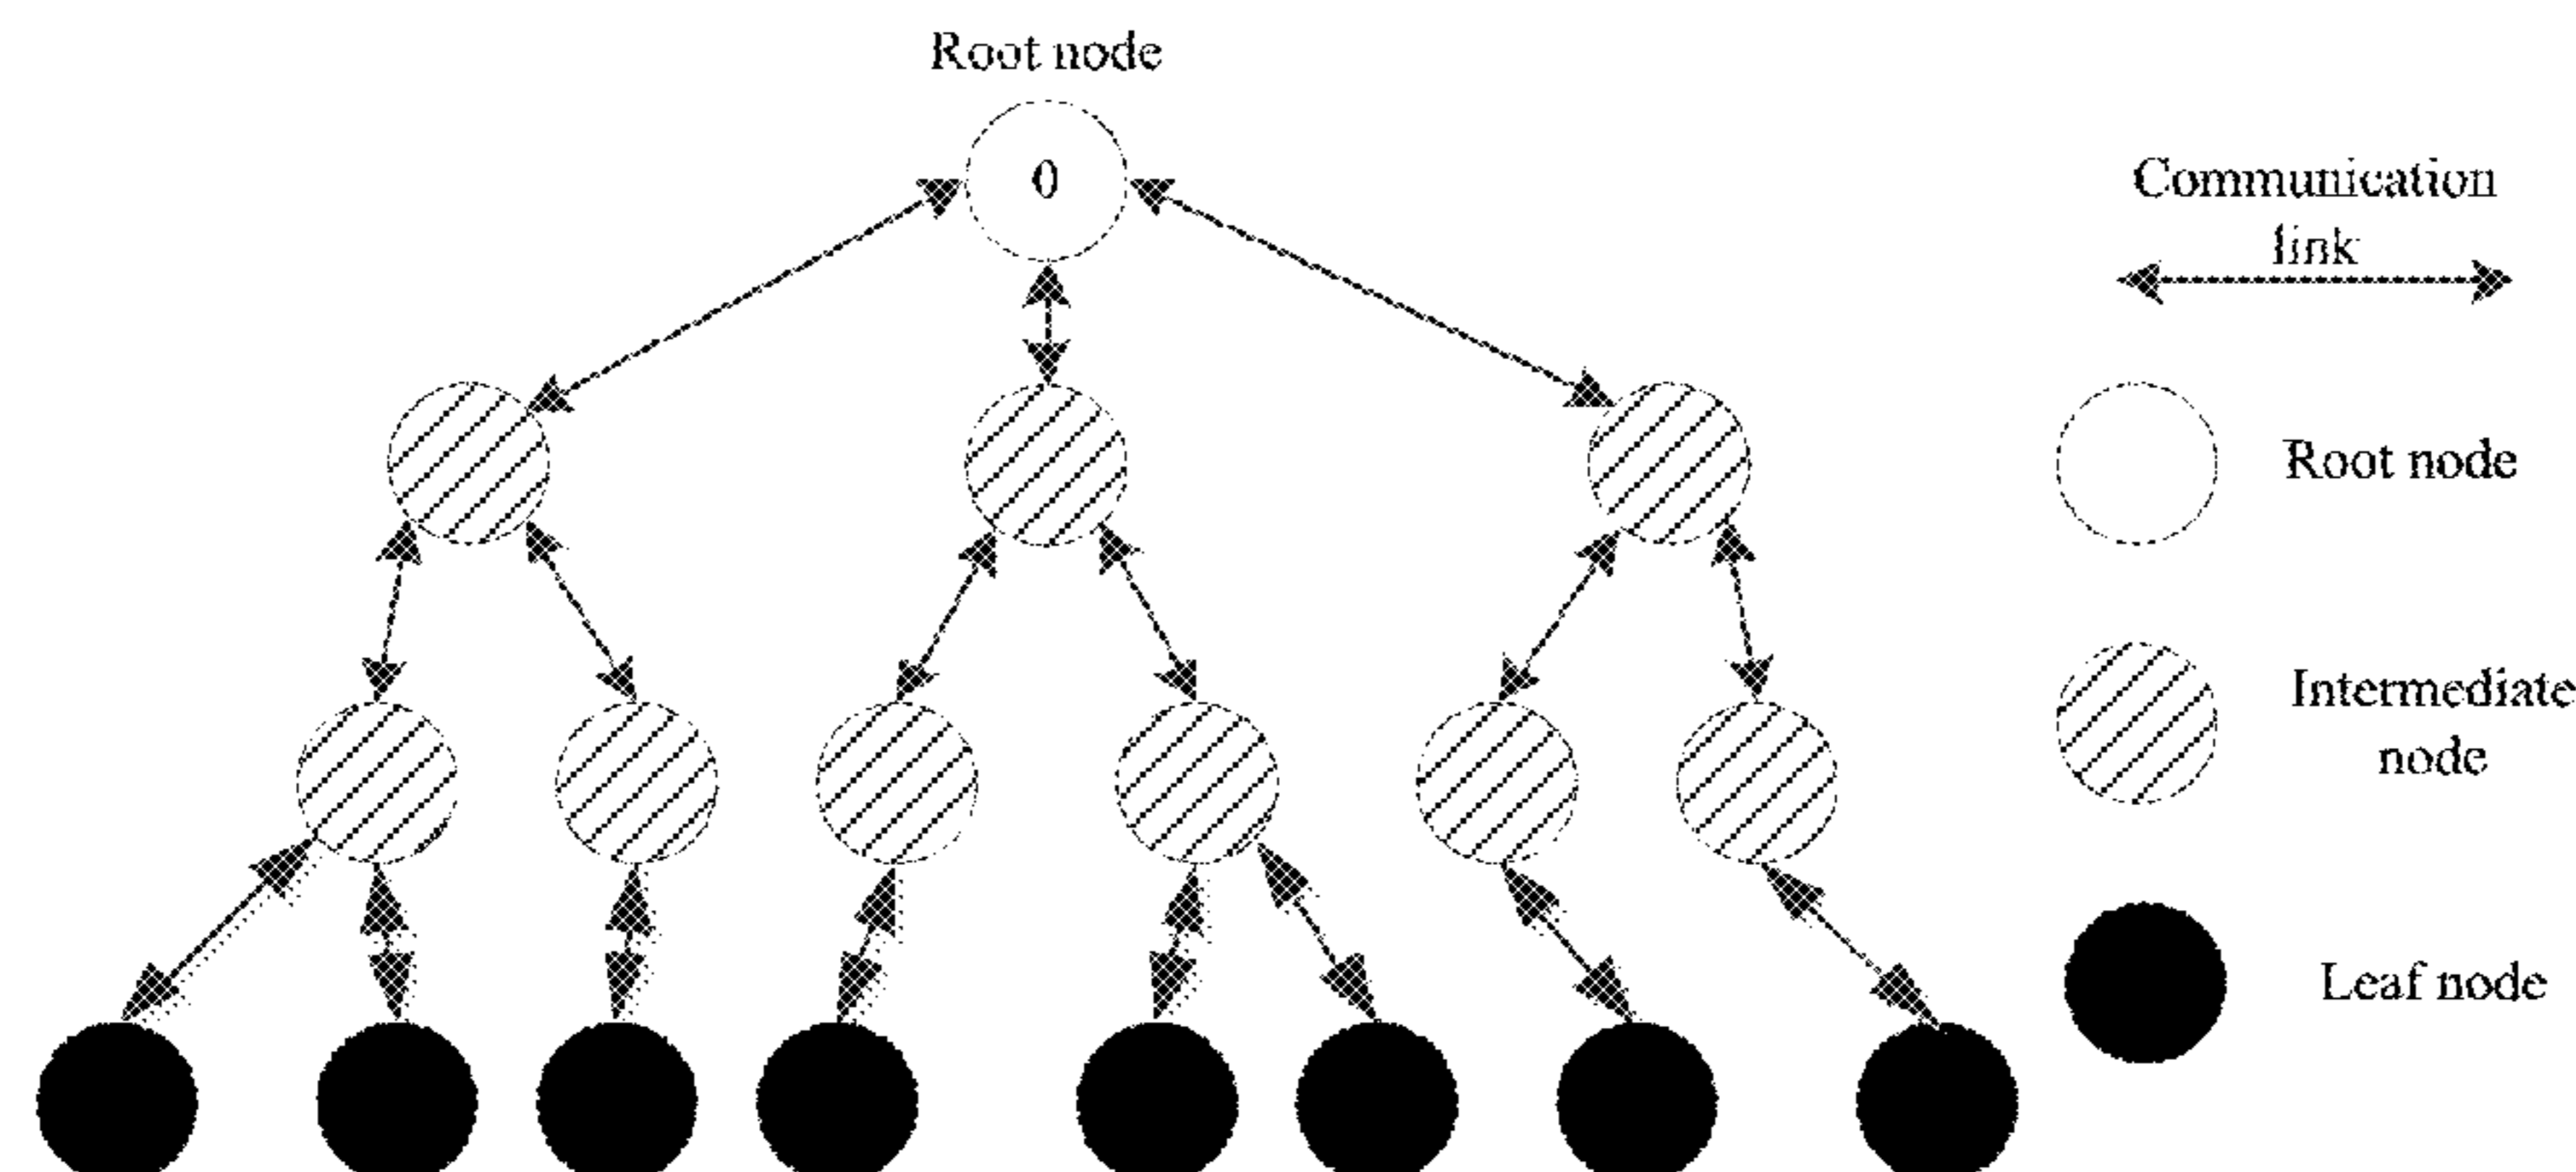 Root node
0
Communication
link
Root node
Intermediate
node
Leaf node